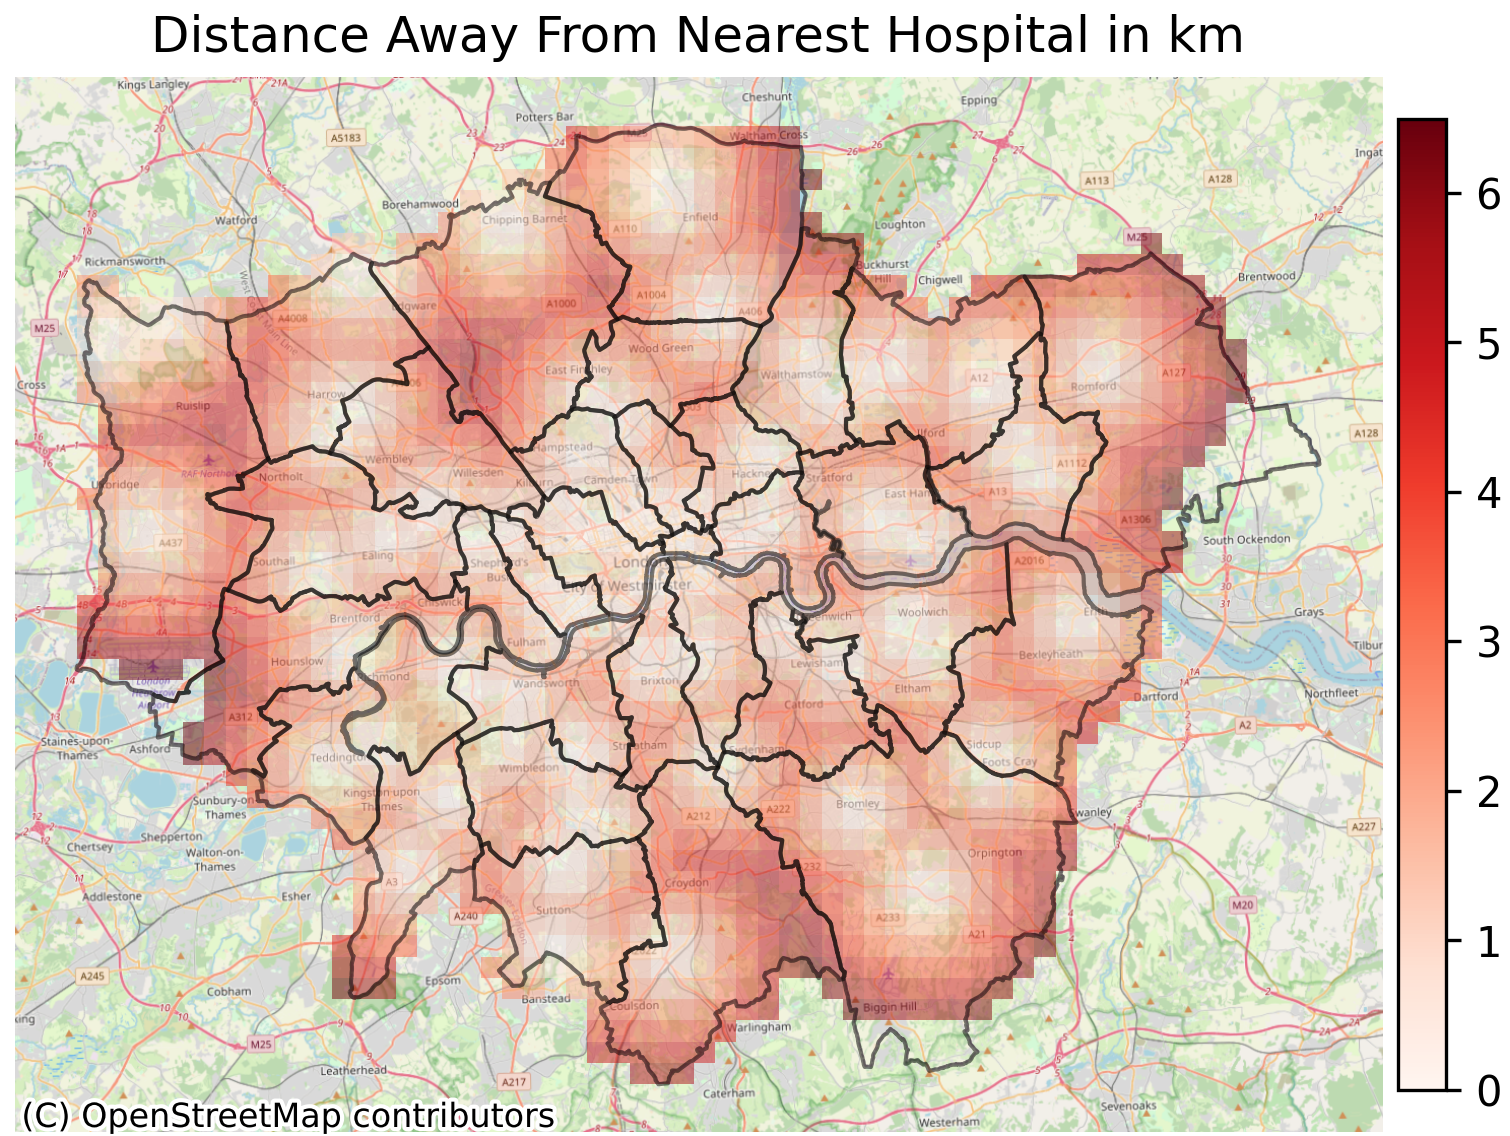 Distance Away From Nearest Hospital in km
Kings Langley
Cheshunt
Epping
Potters Bar
A5183
Waltham Cross
A113
A128
Borehamwood
Watford
Chipping Barnet
Enfield
A110
Loughton
M25
Rickmansworth
Buckhurst
Hill
Chigwell
Brentwood
Edgware
A1000
A1004
A406
M25
A4008
Wood Green
East Finchley
Walthamstow
A12
Romford
A127
Harrow
Ruislip
Ilford
A128
Hampstead
Wembley
Willesden
Kilburn
Camden Town
Hackney
Stratford
A1112
Northolt
Uxbridge
East Ham
A13
A1306
A437
Southall
Ealing
Shepherd's
Bush
London
City of Westminster
A2016
South Ockendon
Brentford
Chiswick
Fulham
Greenwich
Woolwich
Erith
Grays
Tilbury
Hounslow
Richmond
Wandsworth
Brixton
Lewisham
Eltham
Bexleyheath
Dartford
Northfleet
London
Heathrow
Airport
A312
Catford
A2
Staines-upon-
Thames
Ashford
Teddington
Streatham
Sydenham
Sidcup
Foots Cray
Wimbledon
Kingston upon
Thames
Sunbury-on-
Thames
A222
A212
Bromley
Swanley
A227
Shepperton
Chertsey
Walton-on-
Thames
Orpington
A3
Croydon
Addlestone
Esher
Sutton
A240
A233
A21
M20
A245
Epsom
Cobham
Banstead
Coulsdon
Biggin Hill
Warlingham
M25
Leatherhead
A217
Caterham
Sevenoaks
Westerham
(C) OpenStreetMap contributors
6
5
4
3
2
1
0